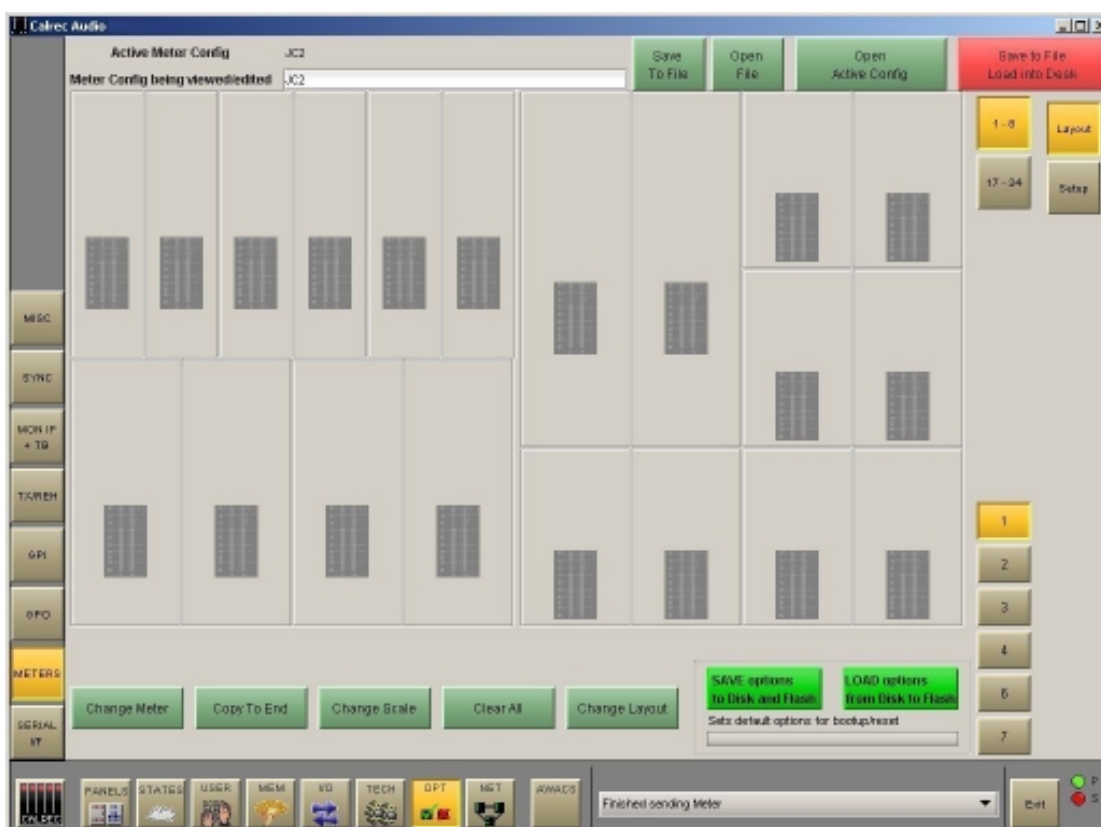 Calrec Audio
Active Meter Config JC2
Meter Config being viewed/edited JC2
Save To File
Open File
Open Active Config
Save to File Load into Desk
1 - 8
Layout
17 - 24
Setup
MISC
SYNC
MON IP + TB
TX/REH
GPI
GPO
METERS
SERIAL I/F
1
2
3
4
6
7
Change Meter
Copy To End
Change Scale
Clear All
Change Layout
SAVE options to Disk and Flash
LOAD options from Disk to Flash
Sets default options for bootup/reset
CALREC
PANELS
STATES
USER
MEM
I/O
TECH
OPT
NET
AWACS
Finished sending Meter
Exit
P
S